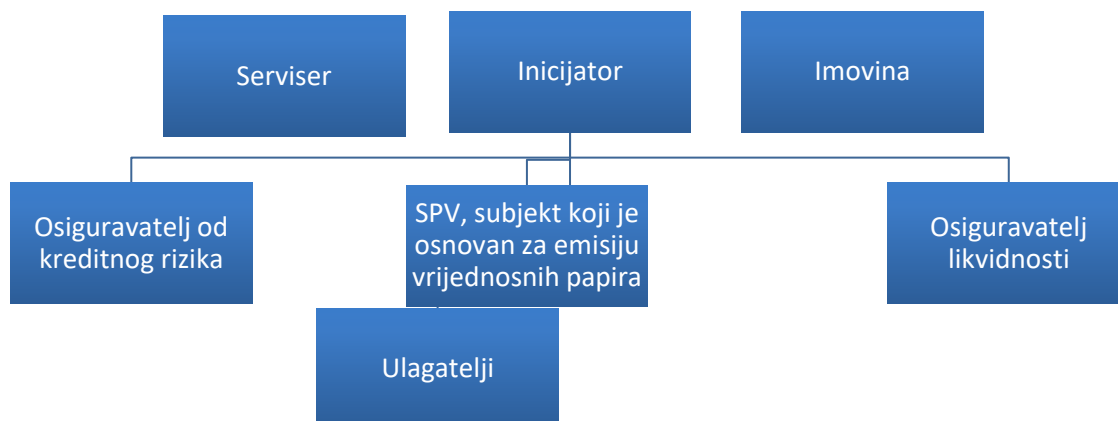 Serviser
Inicijator
Imovina
Osiguravatelj od
kreditnog rizika
SPV, subjekt koji je
osnovan za emisiju
vrijednosnih papira
Osiguravatelj
likvidnosti
Ulagatelji